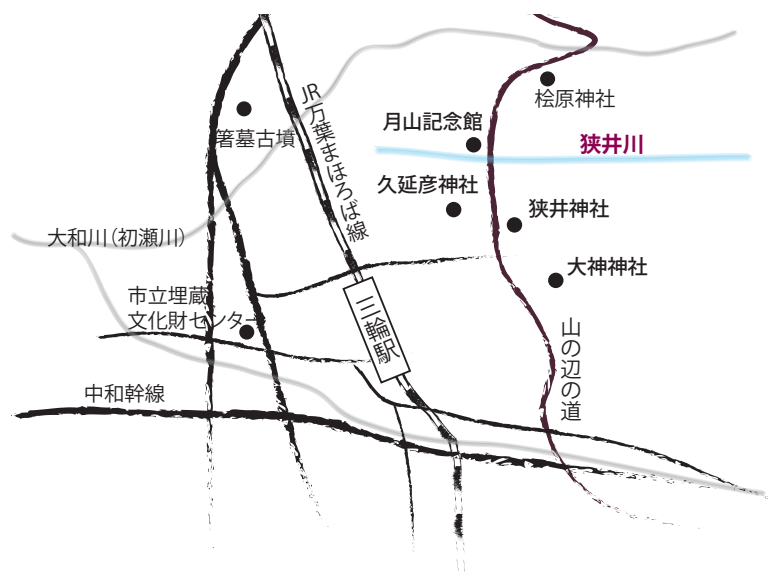 JR万葉まほろば線
桧原神社
月山記念館
箸墓古墳
狭井川
久延彦神社
狭井神社
大和川（初瀬川）
大神神社
市立埋蔵
文化財センター
三輪駅
山の辺の道
中和幹線